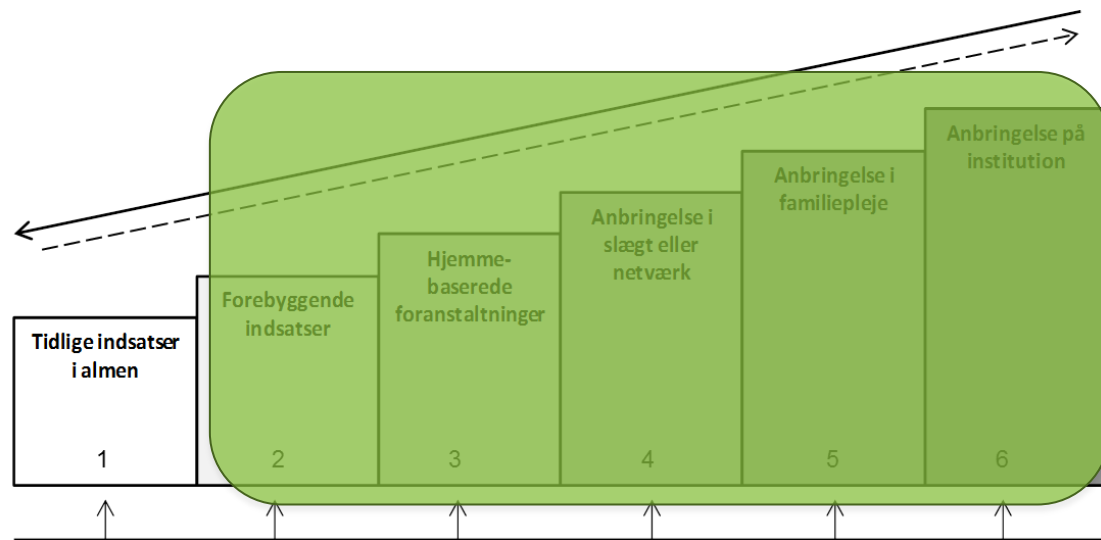 Tidlige indsatser
i almen
1
Forebyggende
indsatser
2
Hjemme-
baserede
foranstaltninger
3
Anbringelse i
slægt eller
netværk
4
Anbringelse i
familiepleje
5
Anbringelse på
institution
6